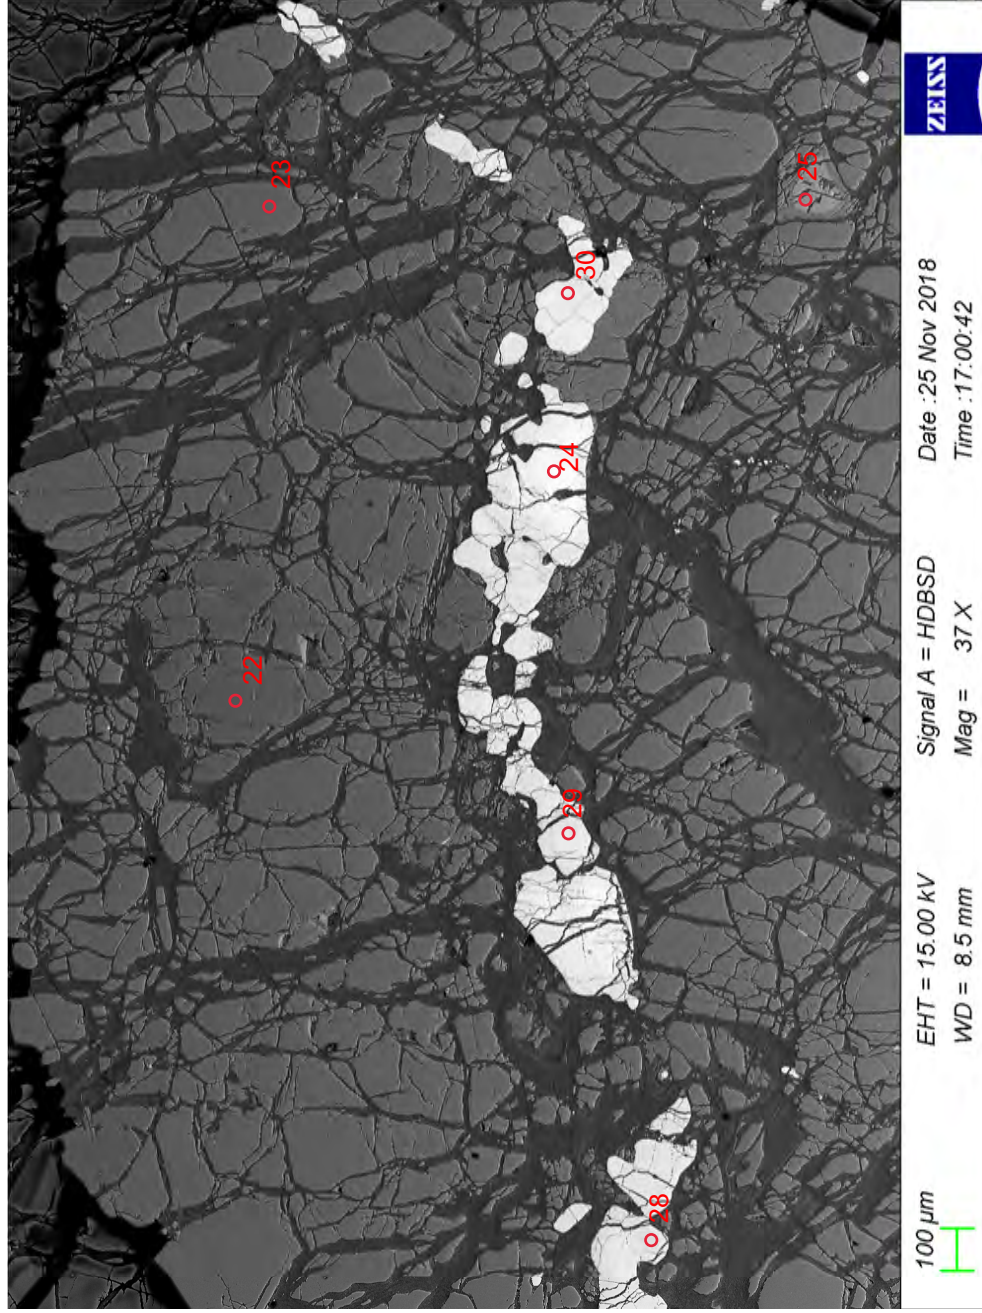 22
23
24
25
28
29
30
100 µm
EHT = 15.00 kV
WD = 8.5 mm
Signal A = HDBSD
Mag = 37 X
Date :25 Nov 2018
Time :17:00:42
ZEISS